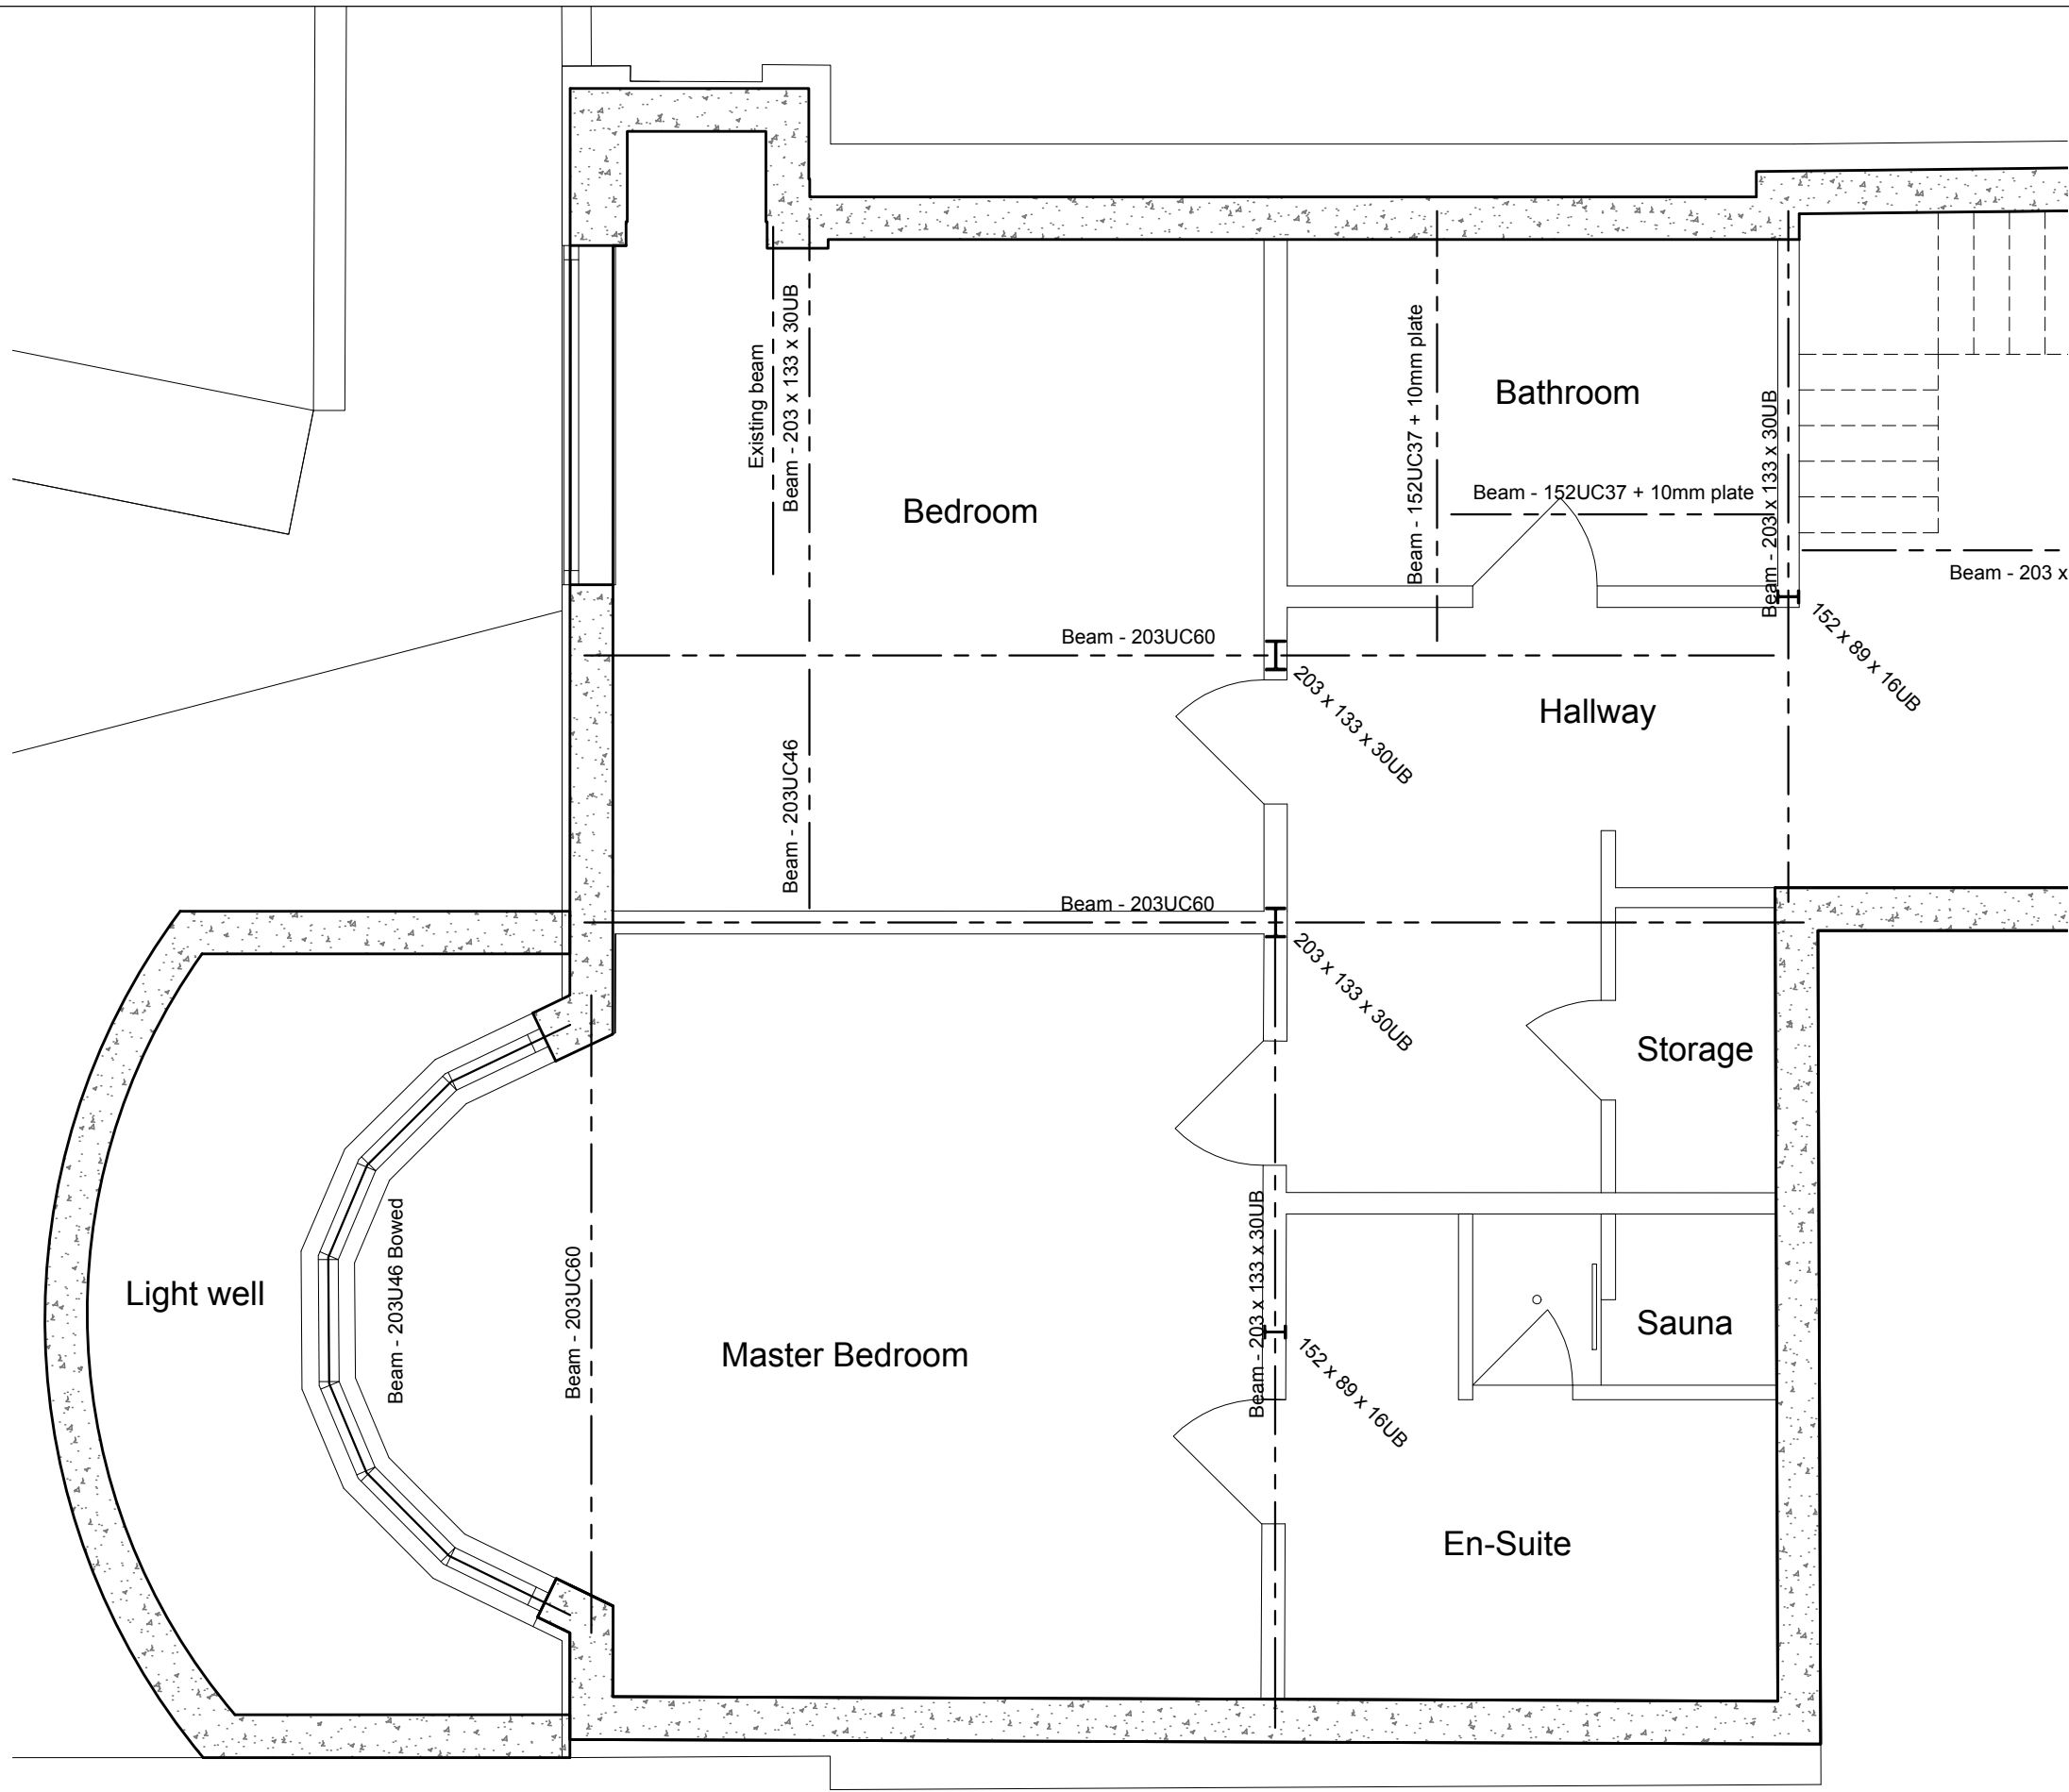 Existing beam
Beam - 203 x 133 x 30UB
Bedroom
Beam - 152UC37 + 10mm plate
Bathroom
Beam - 152UC37 + 10mm plate
Beam - 203 x 133 x 30UB
Beam - 203 x
152 x 89 x 16UB
Beam - 203UC60
203 x 133 x 30UB
Hallway
Beam - 203UC46
Beam - 203UC60
203 x 133 x 30UB
Storage
Light well
Beam - 203U46 Bowed
Beam - 203UC60
Master Bedroom
Beam - 203 x 133 x 30UB
152 x 89 x 16UB
Sauna
En-Suite